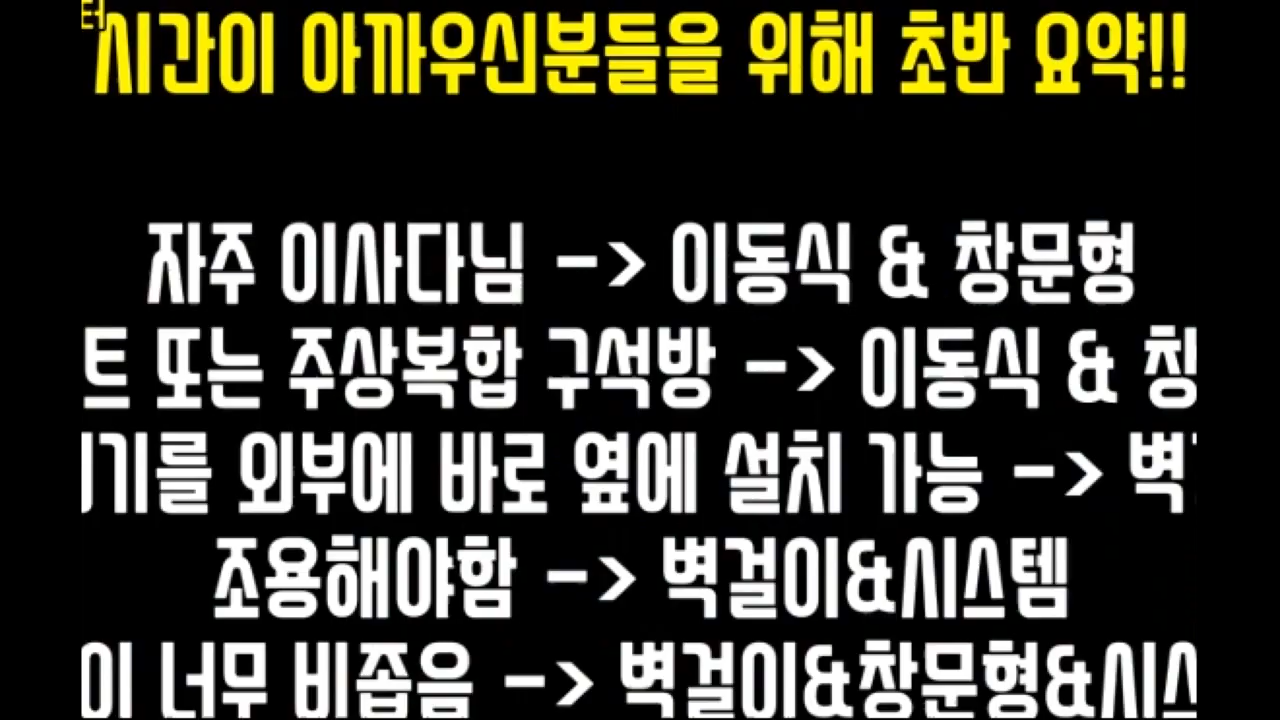 터
시간이 아까우신분들을 위해 초반 요약!!
자주 이사다님 -> 이동식 & 창문형
트 또는 주상복합 구석방 -> 이동식 &
기를 외부에 바로 옆에 설치 가능 -> 벽
조용해야함 -> 벽걸이&시스템
이 너무 비좁음 -> 벽걸이&창문형&시스